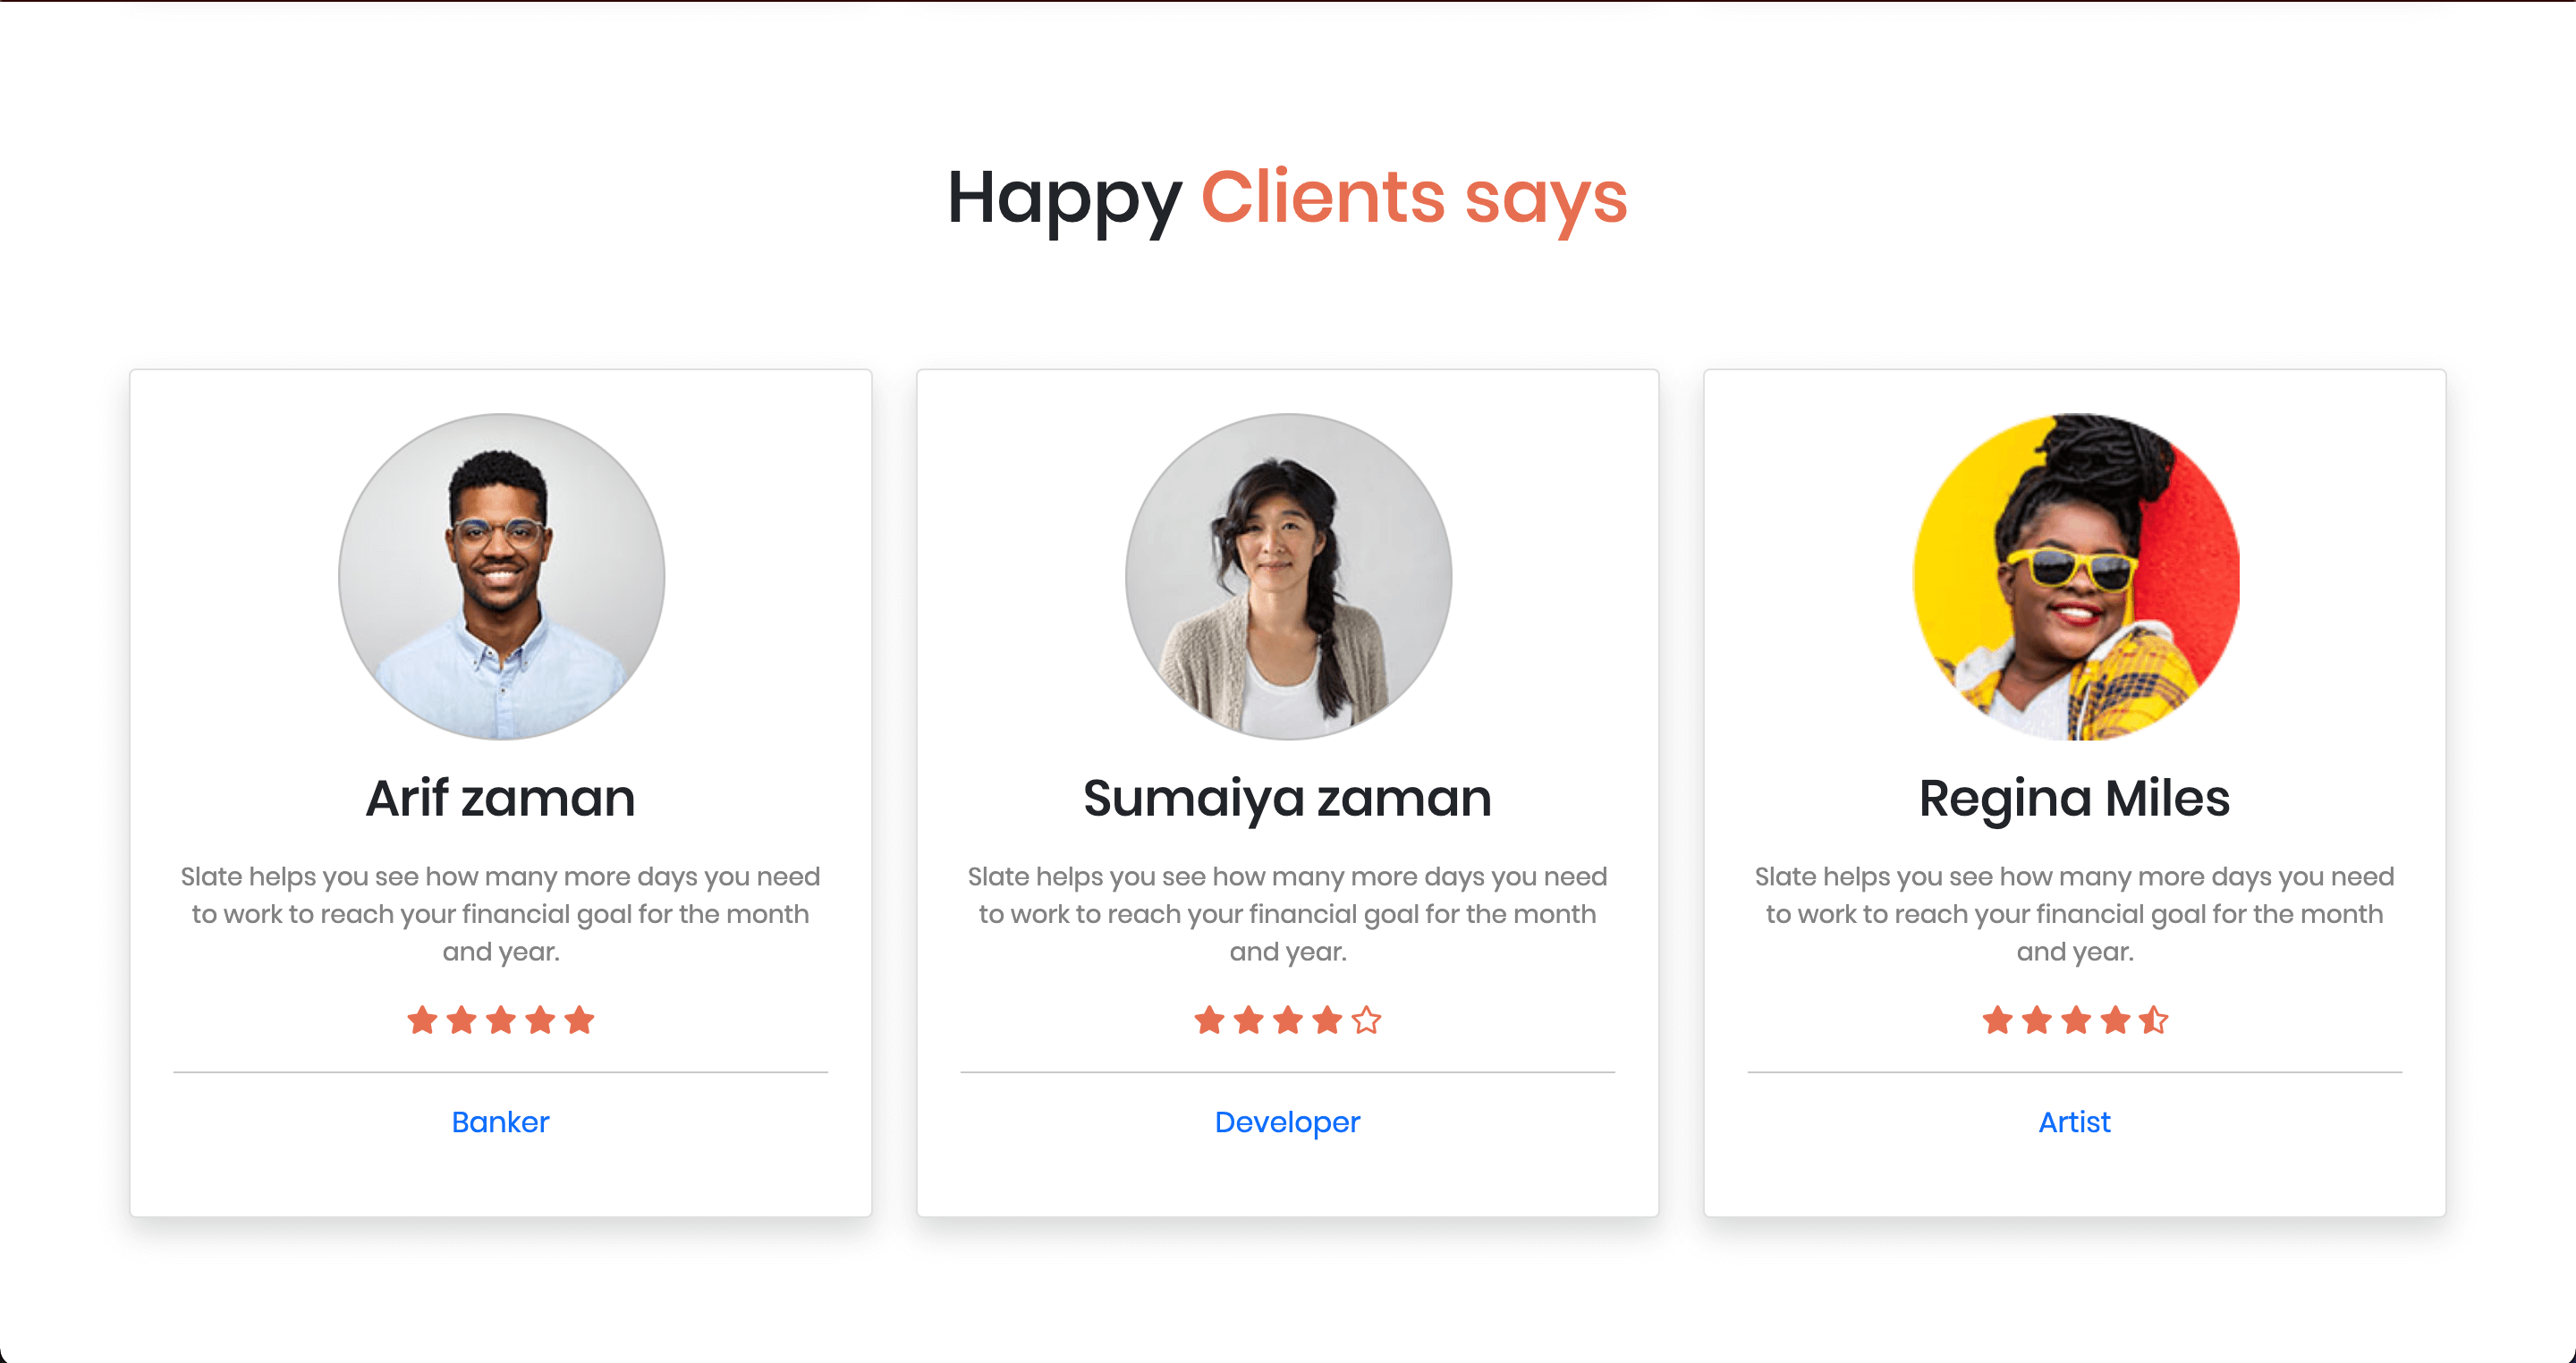 Happy Clients says
Arif zaman
Slate helps you see how many more days you need
to work to reach your financial goal for the month
and year.
Banker
Sumaiya zaman
Slate helps you see how many more days you need
to work to reach your financial goal for the month
and year.
Developer
Regina Miles
Slate helps you see how many more days you need
to work to reach your financial goal for the month
and year.
Artist